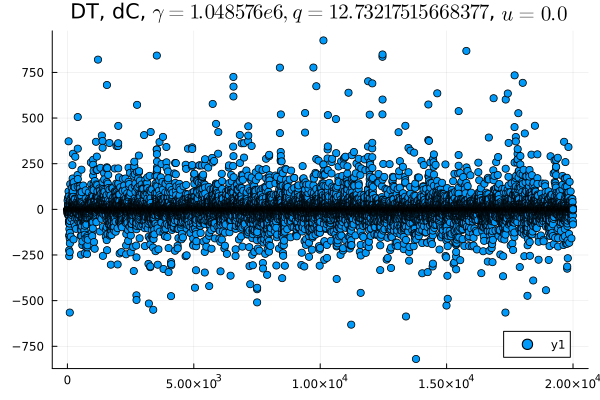 DT, dC, γ = 1.048576e6, q = 12.73217515668377, u = 0.0
750
500
250
0
−250
−500
−750
0 5.00×10³ 1.00×10⁴ 1.50×10⁴ 2.00×10⁴
y1